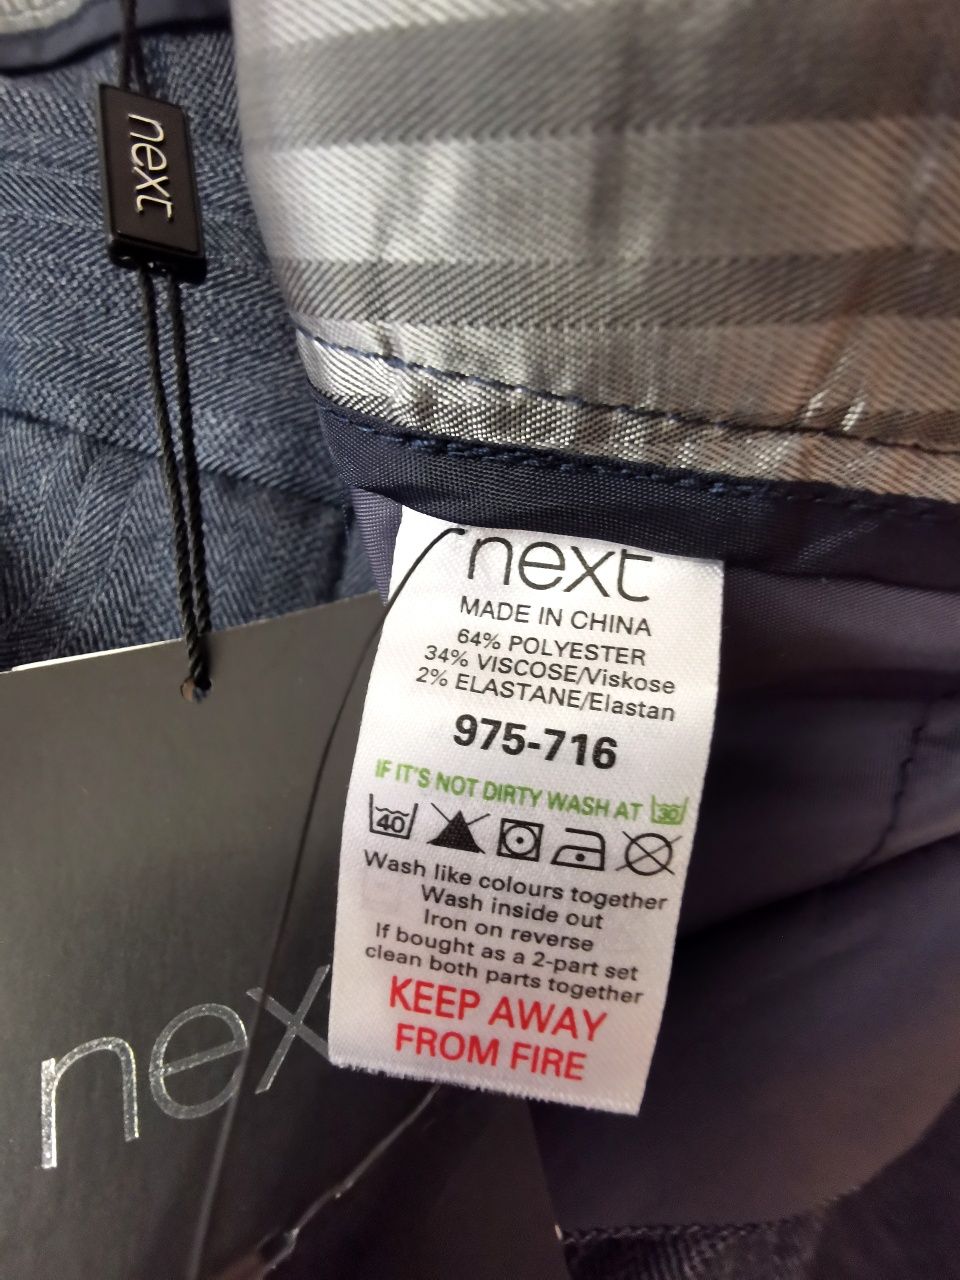 next
next
MADE IN CHINA
64% POLYESTER
34% VISCOSE/Viskose
2% ELASTANE/Elastan
975-716
IF IT'S NOT DIRTY WASH AT 30
40
Wash like colours together
Wash inside out
Iron on reverse
If bought as a 2-part set
clean both parts together
KEEP AWAY
FROM FIRE
nex